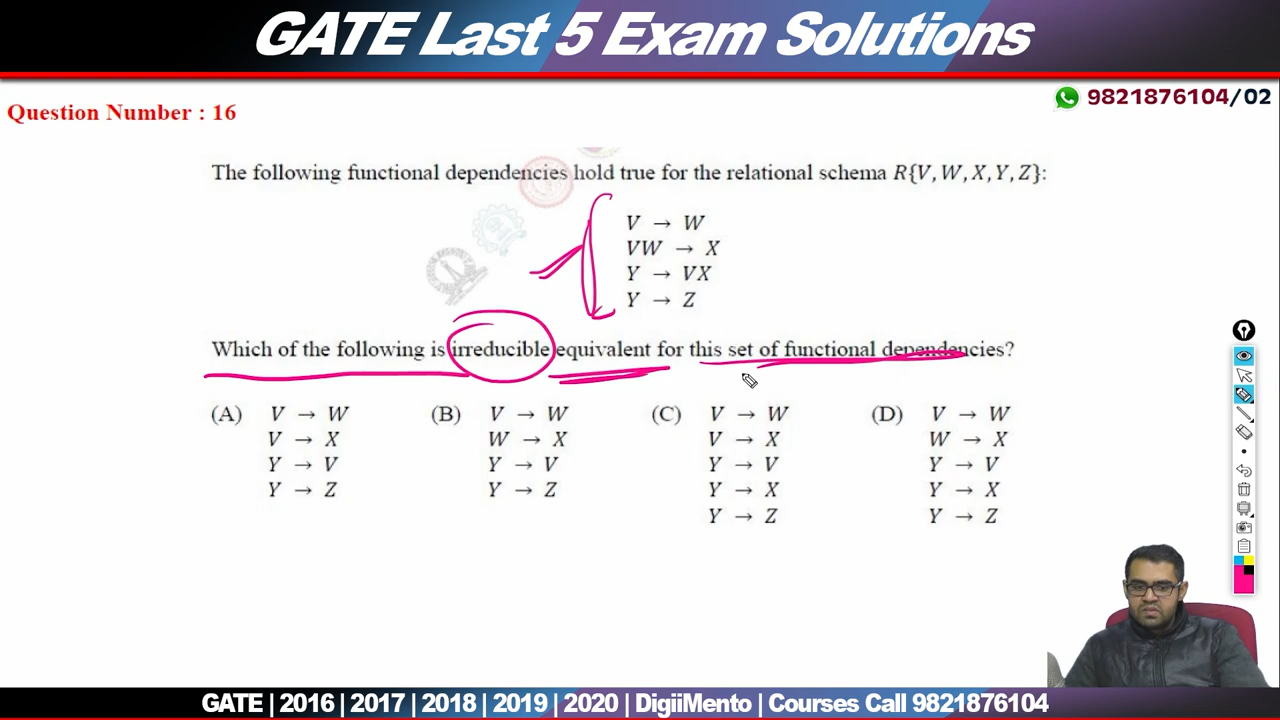 GATE Last 5 Exam Solutions
9821876104/02
Question Number : 16
The following functional dependencies hold true for the relational schema R{V, W, X, Y, Z}:
V → W
VW → X
Y → VX
Y → Z
Which of the following is irreducible equivalent for this set of functional dependencies?
(A) V → W
V → X
Y → V
Y → Z
(B) V → W
W → X
Y → V
Y → Z
(C) V → W
V → X
Y → V
Y → X
Y → Z
(D) V → W
W → X
Y → V
Y → X
Y → Z
GATE | 2016 | 2017 | 2018 | 2019 | 2020 | DigiiMento | Courses Call 9821876104